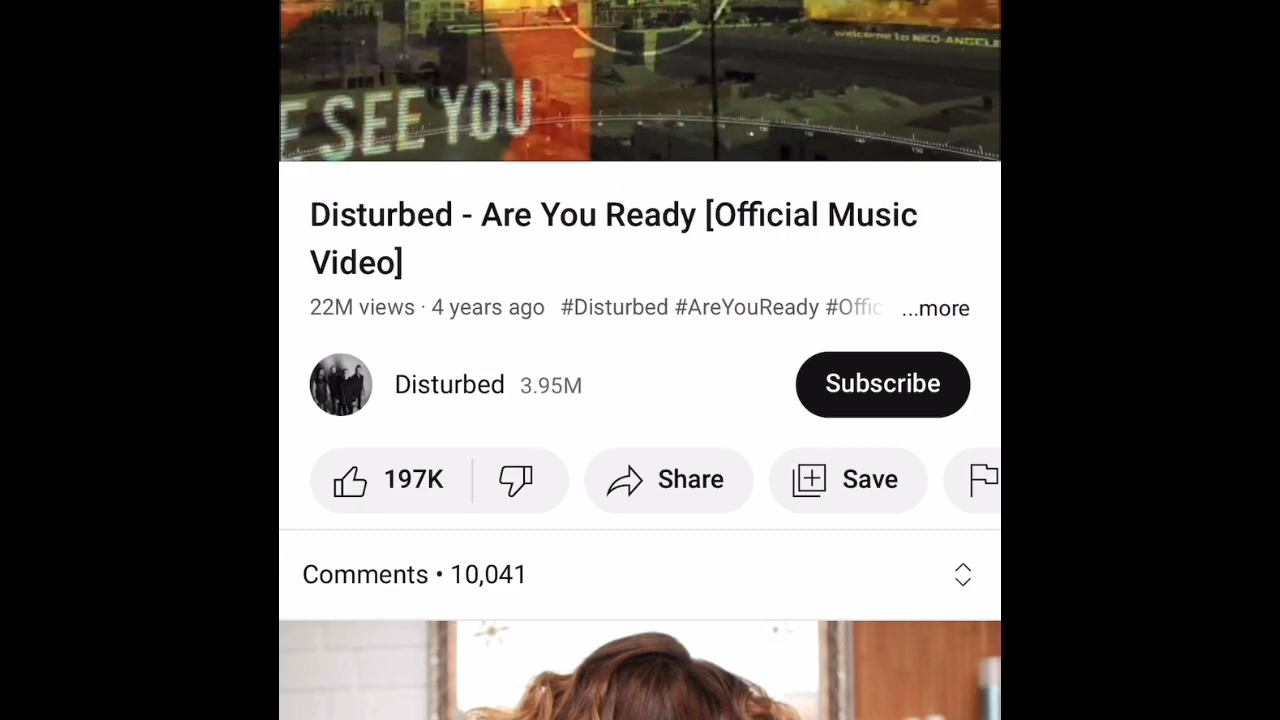 welcome to NEO-ANGELE
E SEE YOU
Disturbed - Are You Ready [Official Music
Video]
22M views · 4 years ago #Disturbed #AreYouReady #Offic ...more
Disturbed 3.95M
Subscribe
197K
Share
Save
Comments • 10,041